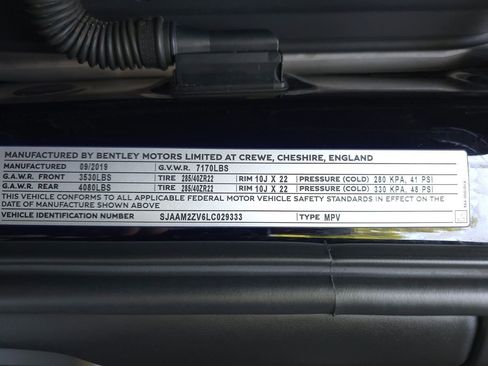 MANUFACTURED BY BENTLEY MOTORS LIMITED AT CREWE, CHESHIRE, ENGLAND
MANUFACTURED 09/2019 G.V.W.R. 7170LBS
G.A.W.R. FRONT 3530LBS TIRE 285/40ZR22 RIM 10J X 22 PRESSURE (COLD) 280 KPA, 41 PSI
G.A.W.R. REAR 4080LBS TIRE 285/40ZR22 RIM 10J X 22 PRESSURE (COLD) 330 KPA, 48 PSI
THIS VEHICLE CONFORMS TO ALL APPLICABLE FEDERAL MOTOR VEHICLE SAFETY STANDARDS IN EFFECT ON THE
DATE OF MANUFACTURE SHOWN ABOVE
VEHICLE IDENTIFICATION NUMBER SJAAM2ZV6LC029333 TYPE MPV